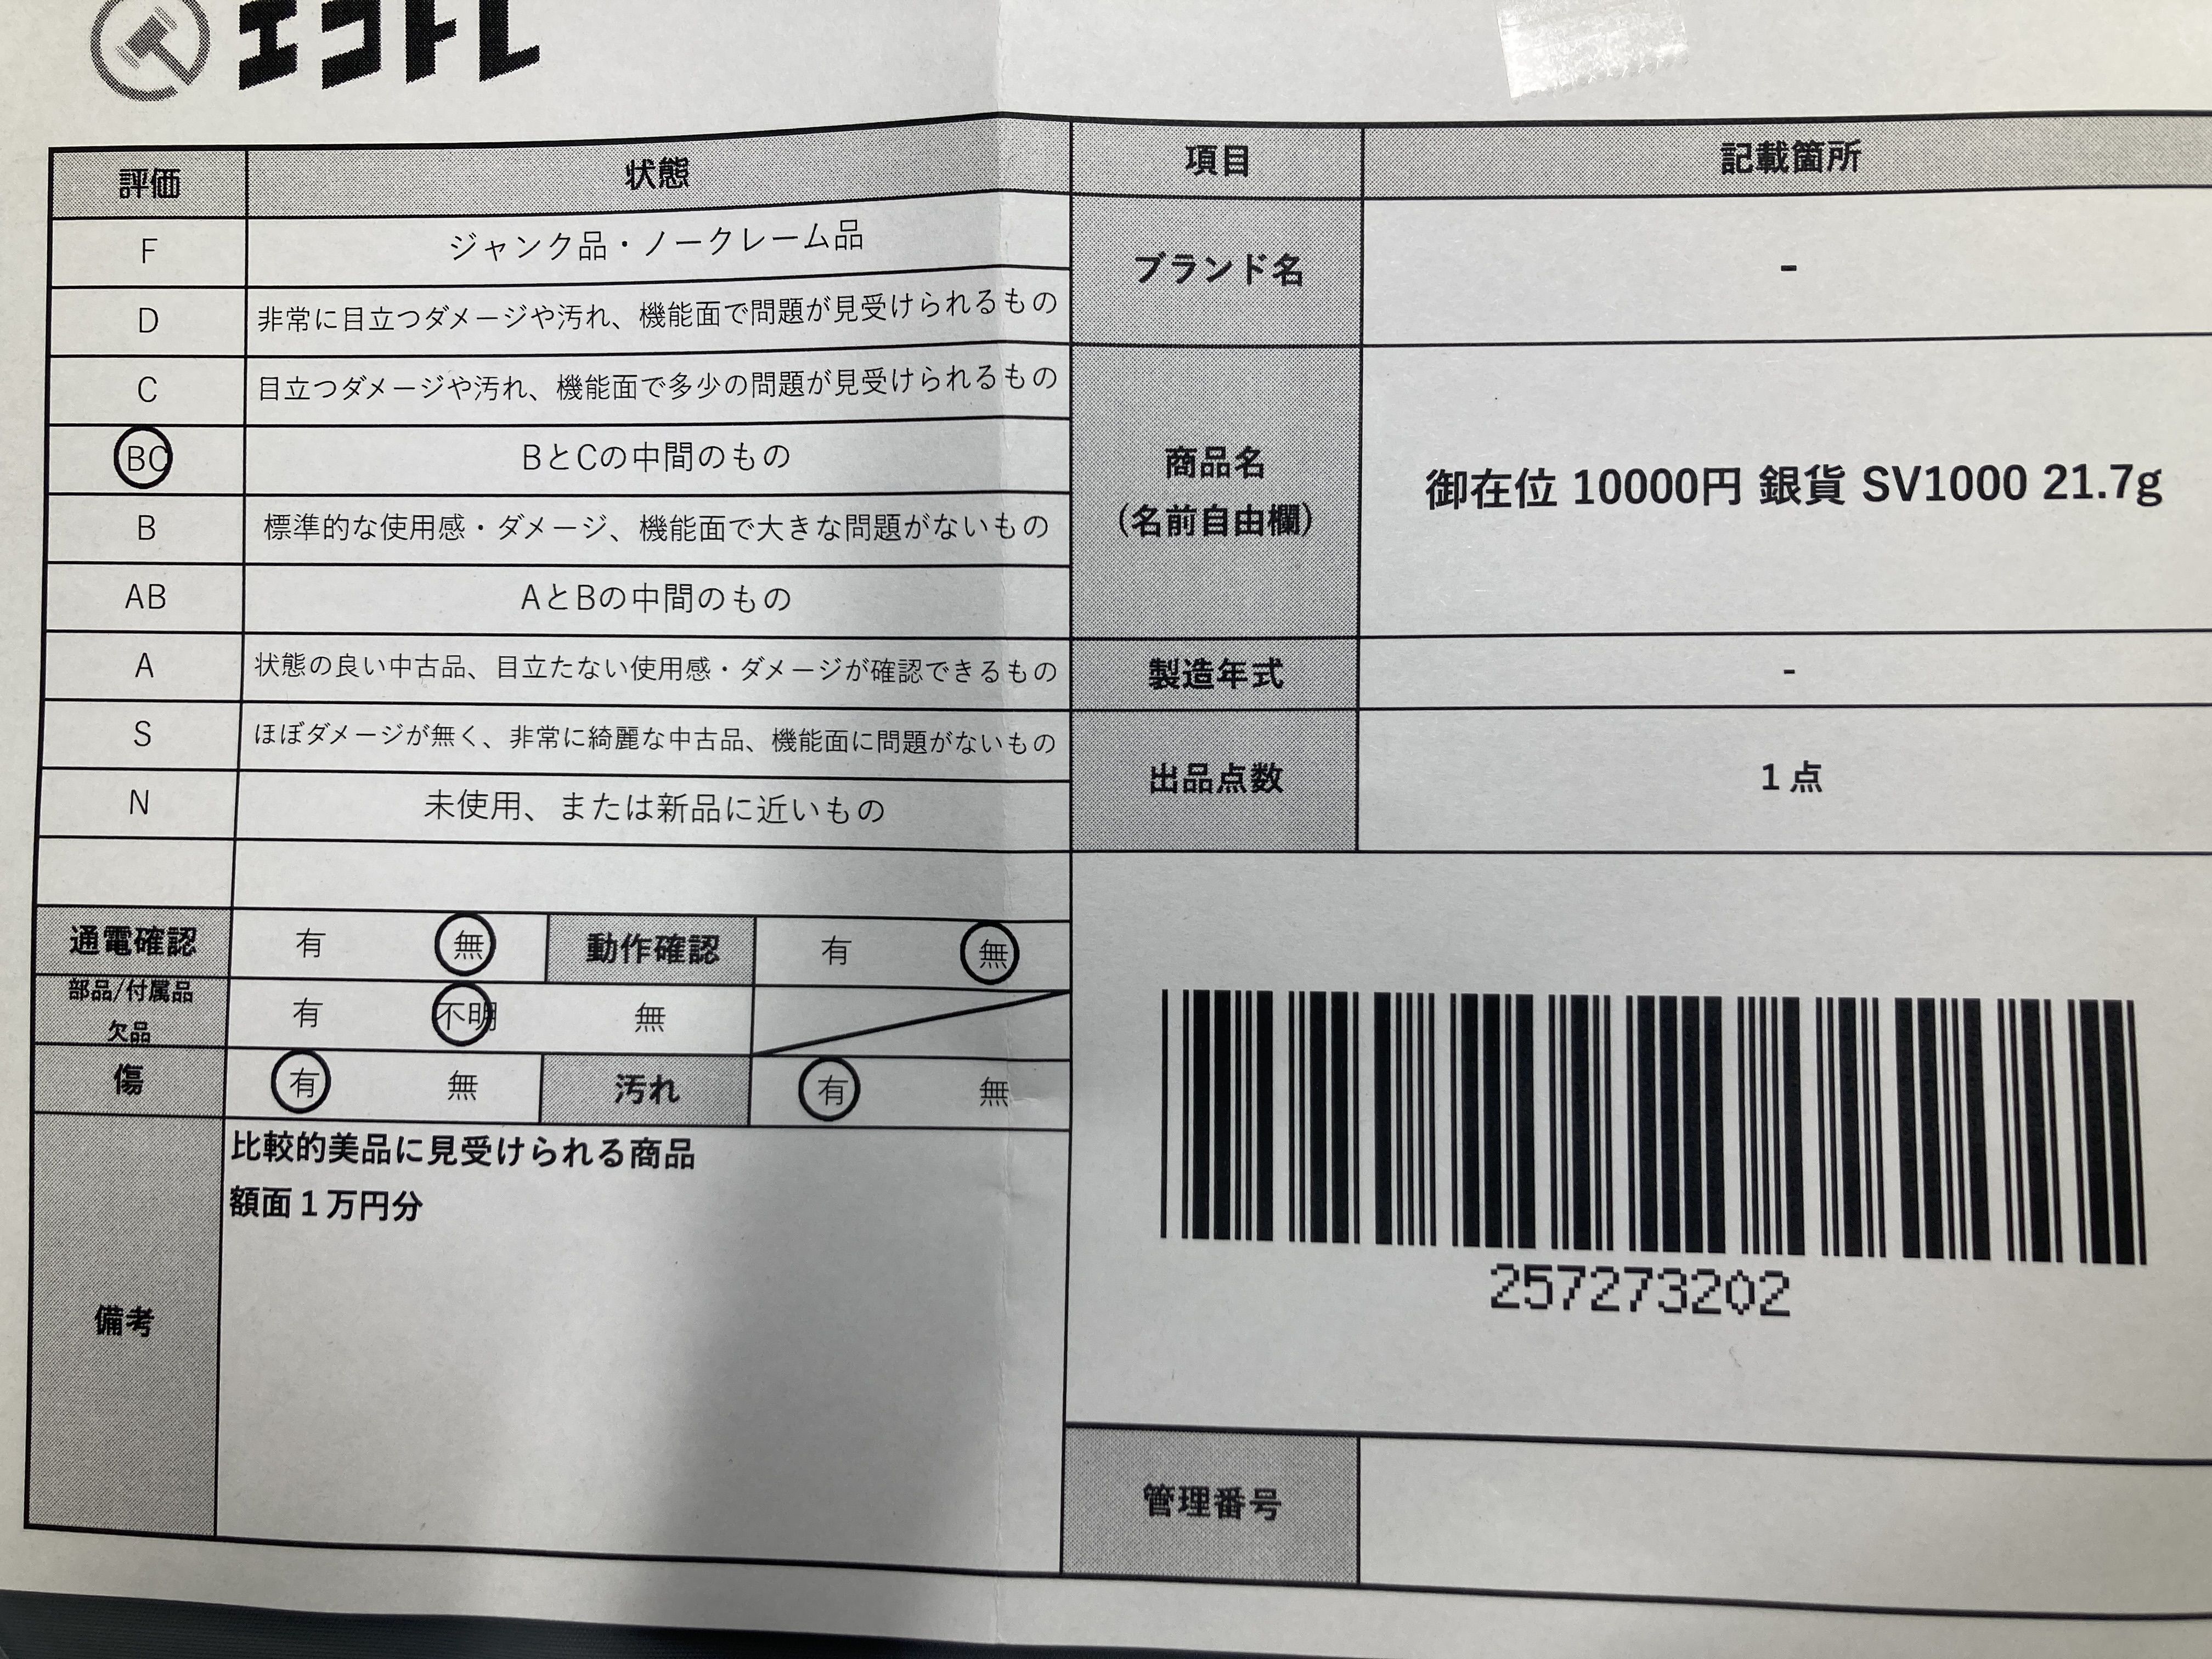 エコトレ
評価 状態
F ジャンク品・ノークレーム品
D 非常に目立つダメージや汚れ、機能面で問題が見受けられるもの
C 目立つダメージや汚れ、機能面で多少の問題が見受けられるもの
BC BとCの中間のもの
B 標準的な使用感・ダメージ、機能面で大きな問題がないもの
AB AとBの中間のもの
A 状態の良い中古品、目立たない使用感・ダメージが確認できるもの
S ほぼダメージが無く、非常に綺麗な中古品、機能面に問題がないもの
N 未使用、または新品に近いもの
通電確認 有 無 動作確認 有 無
部品/付属品
欠品 有 不明 無
傷 有 無 汚れ 有 無
備考
比較的美品に見受けられる商品
額面１万円分
項目 記載箇所
ブランド名 -
商品名
（名前自由欄）
御在位 10000円 銀貨 SV1000 21.7g
製造年式 -
出品点数 1点
257273202
管理番号